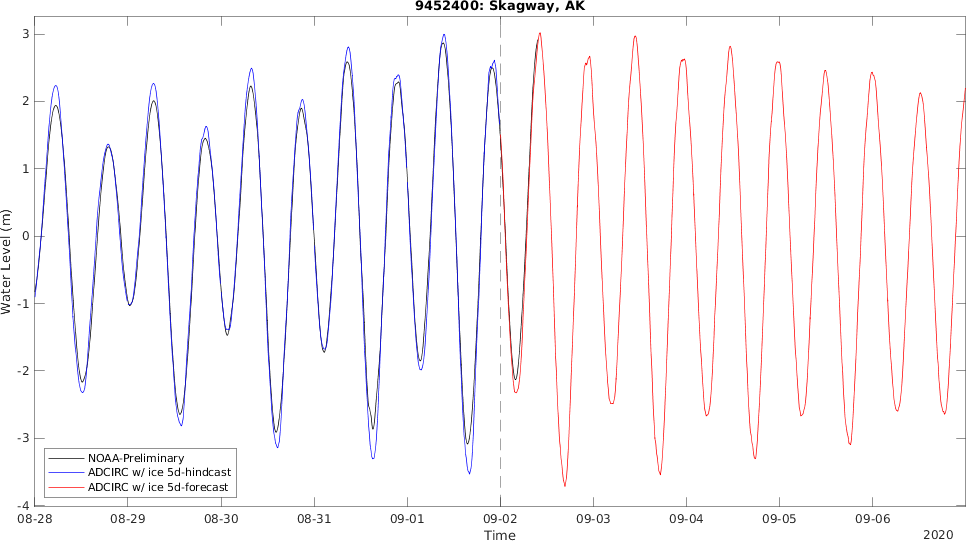 9452400: Skagway, AK
3
2
1
0
-1
-2
-3
-4
Water Level (m)
NOAA-Preliminary
ADCIRC w/ ice 5d-hindcast
ADCIRC w/ ice 5d-forecast
08-28 08-29 08-30 08-31 09-01 09-02 09-03 09-04 09-05 09-06
Time
2020